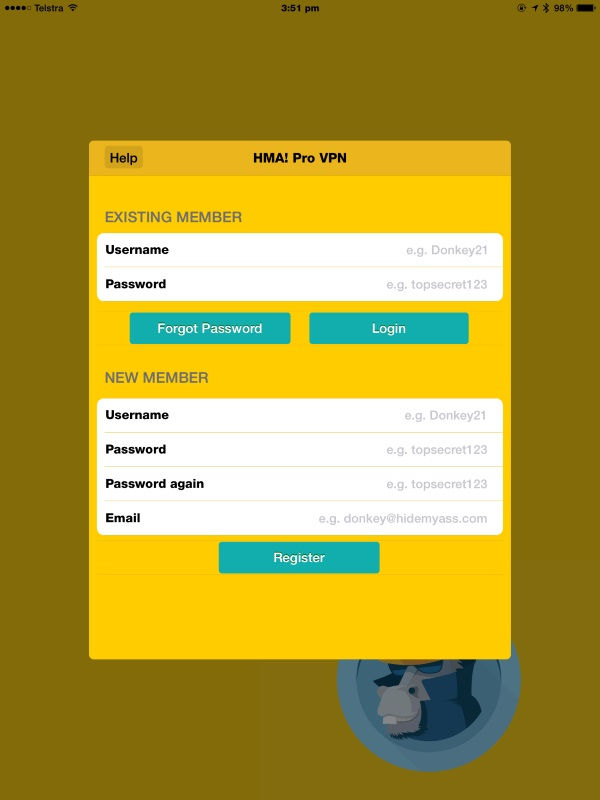 Telstra 3:51 pm 98%
Help HMA! Pro VPN
EXISTING MEMBER
Username e.g. Donkey21
Password e.g. topsecret123
Forgot Password Login
NEW MEMBER
Username e.g. Donkey21
Password e.g. topsecret123
Password again e.g. topsecret123
Email e.g. donkey@hidemyass.com
Register